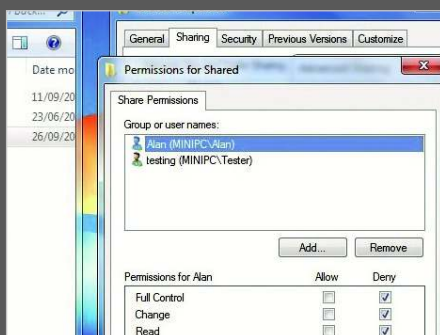 General Sharing Security Previous Versions Customize
Date mo
Permissions for Shared
11/09/20
Share Permissions
23/06/20
Group or user names:
26/09/20
Alan (MINIPC\Alan)
testing (MINIPC\Tester)
Add... Remove
Permissions for Alan Allow Deny
Full Control
Change
Read